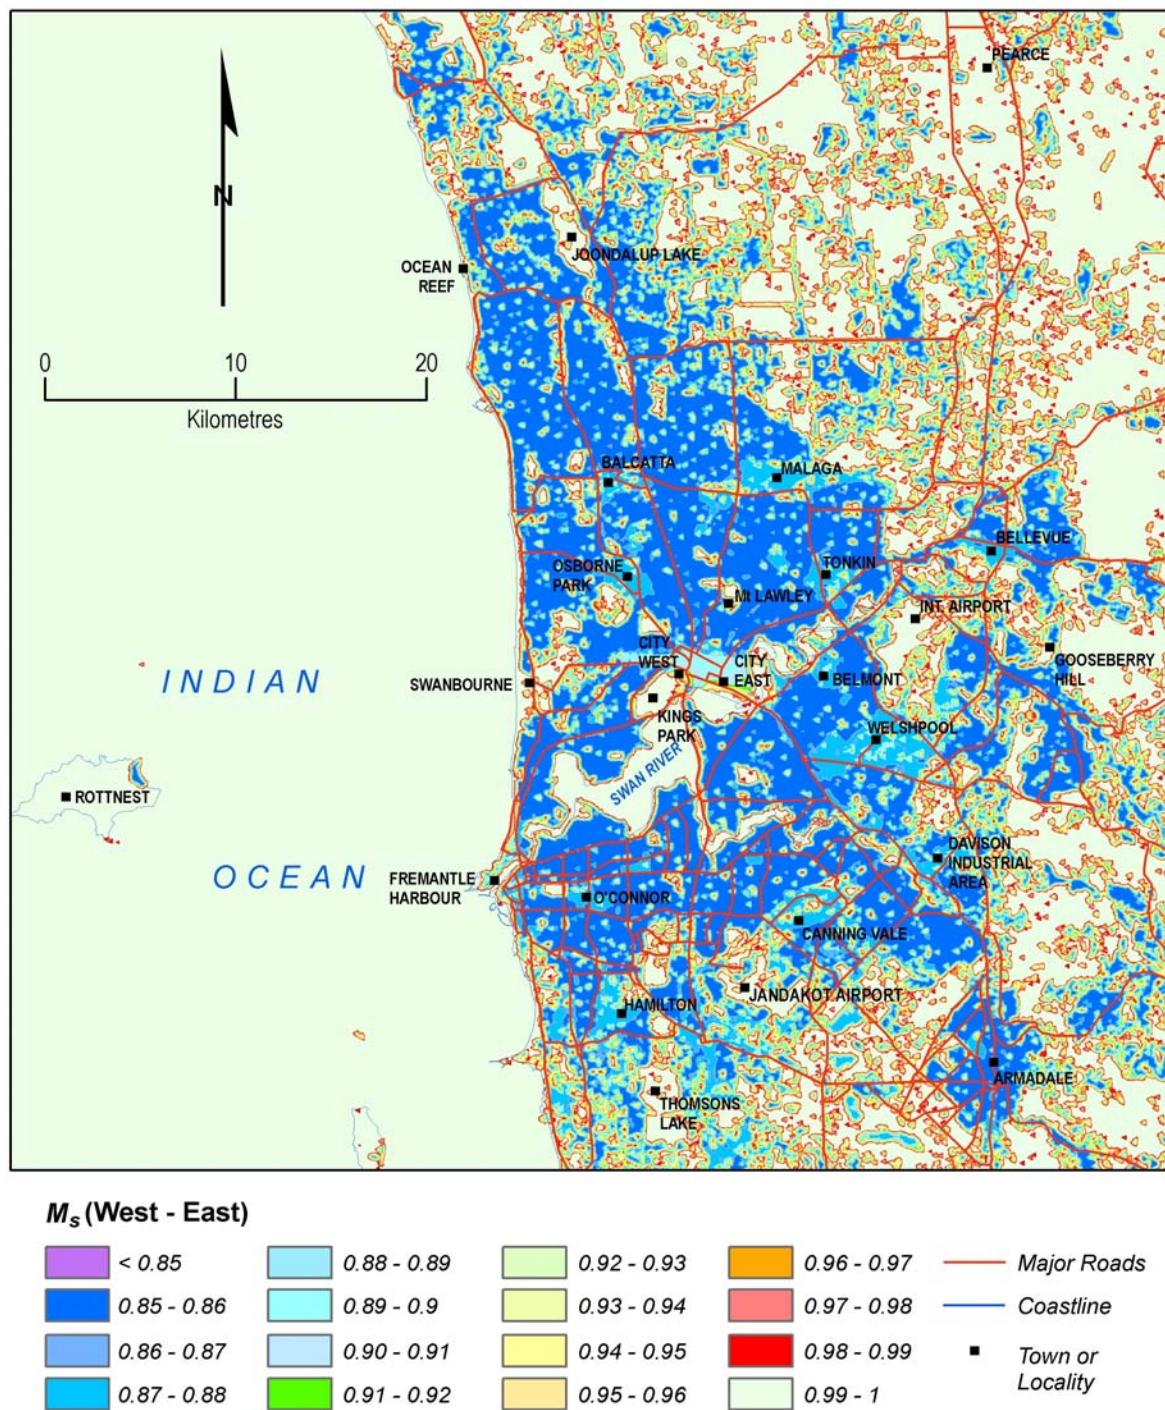 PEARCE
N
JOONDALUP LAKE
OCEAN
REEF
0 10 20
Kilometres
BALCATTA
MALAGA
BELLEVUE
OSBORNE
PARK
TONKIN
Mt LAWLEY
INT. AIRPORT
CITY
WEST
CITY
EAST
GOOSEBERRY
HILL
INDIAN
SWANBOURNE
BELMONT
KINGS
PARK
WELSHPOOL
SWAN RIVER
ROTTNEST
DAVISON
INDUSTRIAL
AREA
OCEAN
FREMANTLE
HARBOUR
O'CONNOR
CANNING VALE
JANDAKOT AIRPORT
HAMILTON
ARMADALE
THOMSONS
LAKE
Ms (West - East)
< 0.85
0.85 - 0.86
0.86 - 0.87
0.87 - 0.88
0.88 - 0.89
0.89 - 0.9
0.90 - 0.91
0.91 - 0.92
0.92 - 0.93
0.93 - 0.94
0.94 - 0.95
0.95 - 0.96
0.96 - 0.97
0.97 - 0.98
0.98 - 0.99
0.99 - 1
Major Roads
Coastline
Town or
Locality